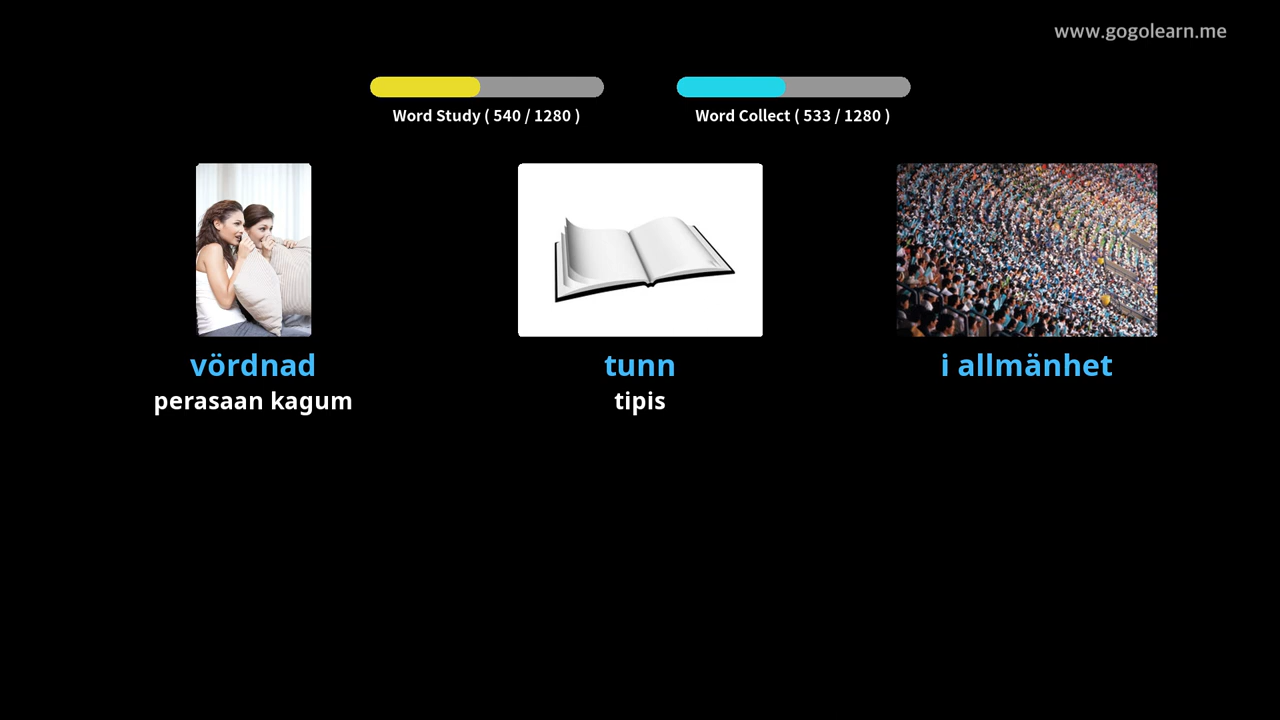 www.gogolearn.me
Word Study ( 540 / 1280 )
Word Collect ( 533 / 1280 )
vördnad
perasaan kagum
tunn
tipis
i allmänhet